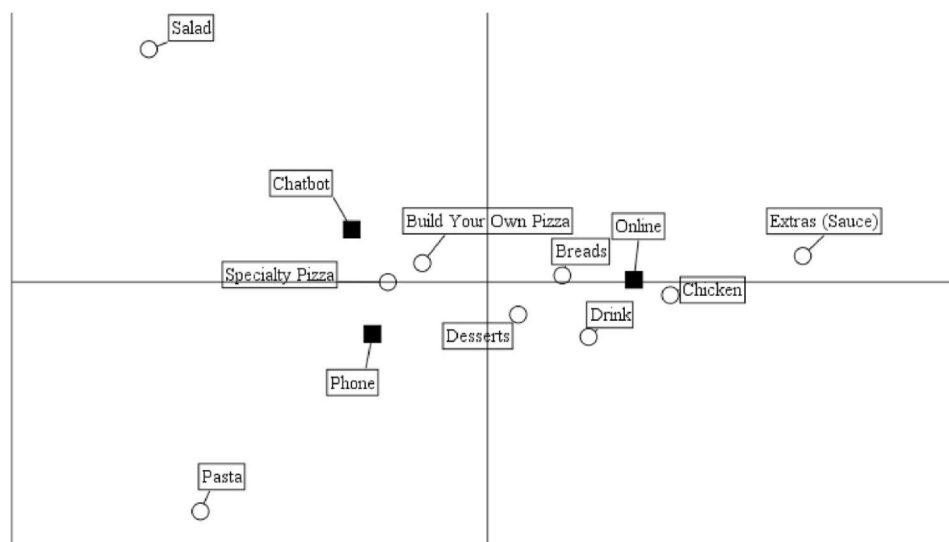 Salad
Chatbot
Build Your Own Pizza
Online
Extras (Sauce)
Breads
Specialty Pizza
Chicken
Drink
Desserts
Phone
Pasta